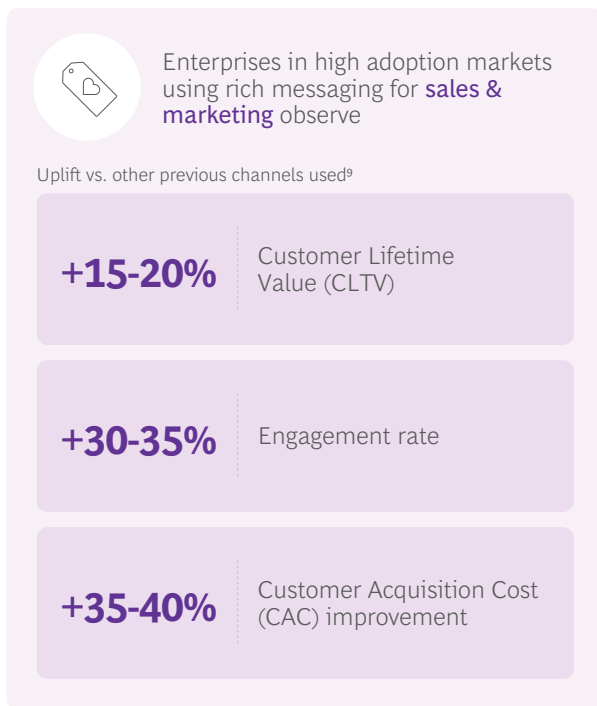 Enterprises in high adoption markets
using rich messaging for sales &
marketing observe
Uplift vs. other previous channels used⁹
+15-20%
Customer Lifetime
Value (CLTV)
+30-35%
Engagement rate
+35-40%
Customer Acquisition Cost
(CAC) improvement